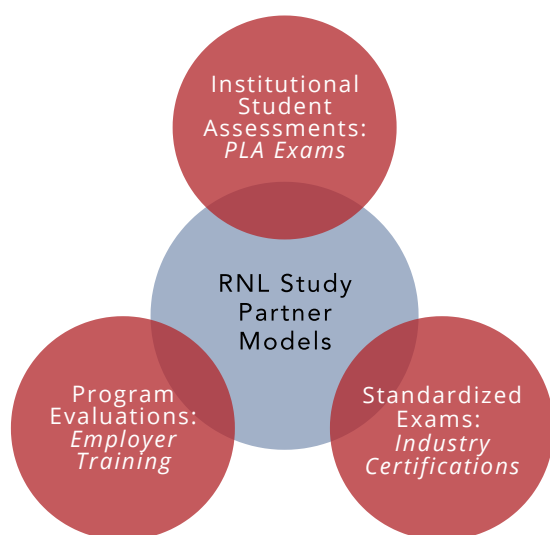 Institutional
Student
Assessments:
PLA Exams
RNL Study
Partner
Models
Program
Evaluations:
Employer
Training
Standardized
Exams:
Industry
Certifications